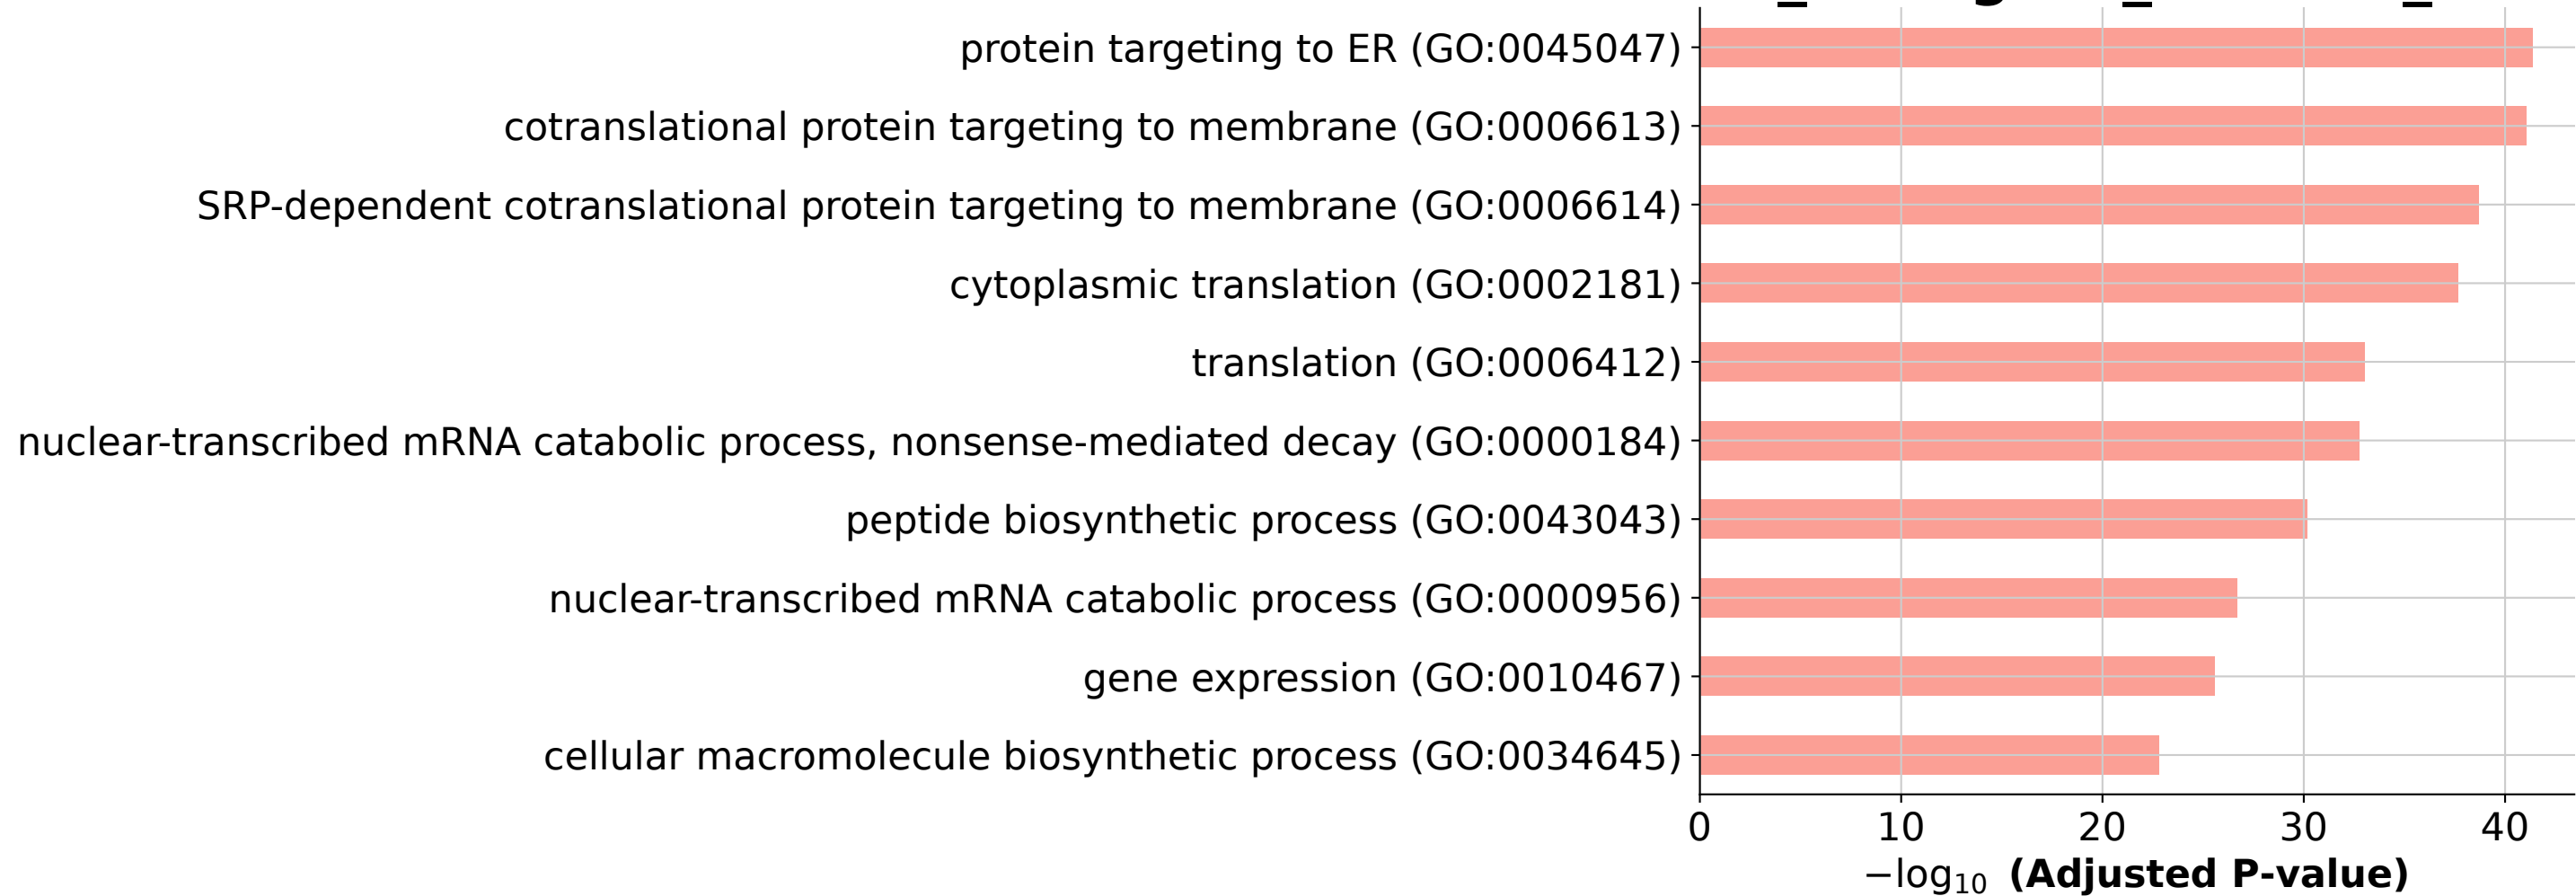 protein targeting to ER (GO:0045047)
cotranslational protein targeting to membrane (GO:0006613)
SRP-dependent cotranslational protein targeting to membrane (GO:0006614)
cytoplasmic translation (GO:0002181)
translation (GO:0006412)
nuclear-transcribed mRNA catabolic process, nonsense-mediated decay (GO:0000184)
peptide biosynthetic process (GO:0043043)
nuclear-transcribed mRNA catabolic process (GO:0000956)
gene expression (GO:0010467)
cellular macromolecule biosynthetic process (GO:0034645)
0 10 20 30 40
−log₁₀ (Adjusted P-value)